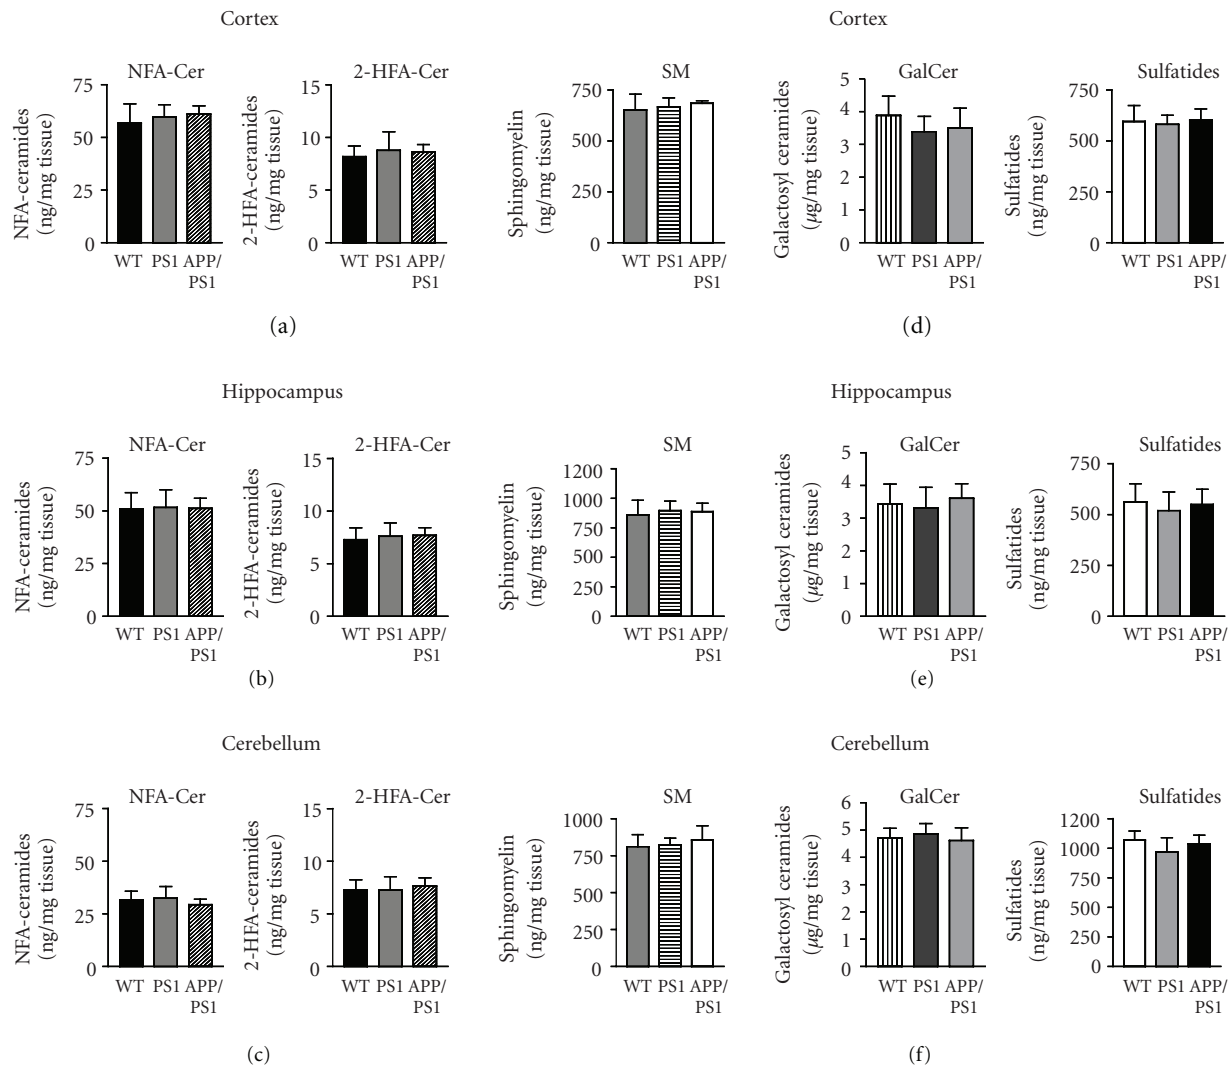 Cortex
NFA-Cer
NFA-ceramides
(ng/mg tissue)
75
50
25
0
WT PS1 APP/
PS1
2-HFA-Cer
2-HFA-ceramides
(ng/mg tissue)
15
10
5
0
WT PS1 APP/
PS1
(a)
SM
Sphingomyelin
(ng/mg tissue)
750
500
250
0
WT PS1 APP/
PS1
Cortex
GalCer
Galactosyl ceramides
(μg/mg tissue)
5
4
3
2
1
0
WT PS1 APP/
PS1
Sulfatides
Sulfatides
(ng/mg tissue)
750
500
250
0
WT PS1 APP/
PS1
(d)
Hippocampus
NFA-Cer
NFA-ceramides
(ng/mg tissue)
75
50
25
0
WT PS1 APP/
PS1
2-HFA-Cer
2-HFA-ceramides
(ng/mg tissue)
15
10
5
0
WT PS1 APP/
PS1
(b)
SM
Sphingomyelin
(ng/mg tissue)
1200
1000
750
500
250
0
WT PS1 APP/
PS1
Hippocampus
GalCer
Galactosyl ceramides
(μg/mg tissue)
5
4
3
2
1
0
WT PS1 APP/
PS1
Sulfatides
Sulfatides
(ng/mg tissue)
750
500
250
0
WT PS1 APP/
PS1
(e)
Cerebellum
NFA-Cer
NFA-ceramides
(ng/mg tissue)
75
50
25
0
WT PS1 APP/
PS1
2-HFA-Cer
2-HFA-ceramides
(ng/mg tissue)
15
10
5
0
WT PS1 APP/
PS1
(c)
SM
Sphingomyelin
(ng/mg tissue)
1000
750
500
250
0
WT PS1 APP/
PS1
Cerebellum
GalCer
Galactosyl ceramides
(μg/mg tissue)
6
5
4
3
2
1
0
WT PS1 APP/
PS1
Sulfatides
Sulfatides
(ng/mg tissue)
1200
1000
750
500
250
0
WT PS1 APP/
PS1
(f)